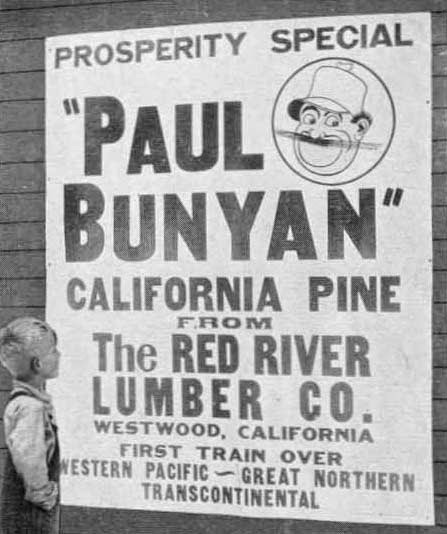 PROSPERITY SPECIAL
"PAUL
BUNYAN"
CALIFORNIA PINE
FROM
The RED RIVER
LUMBER CO.
WESTWOOD, CALIFORNIA
FIRST TRAIN OVER
WESTERN PACIFIC — GREAT NORTHERN
TRANSCONTINENTAL